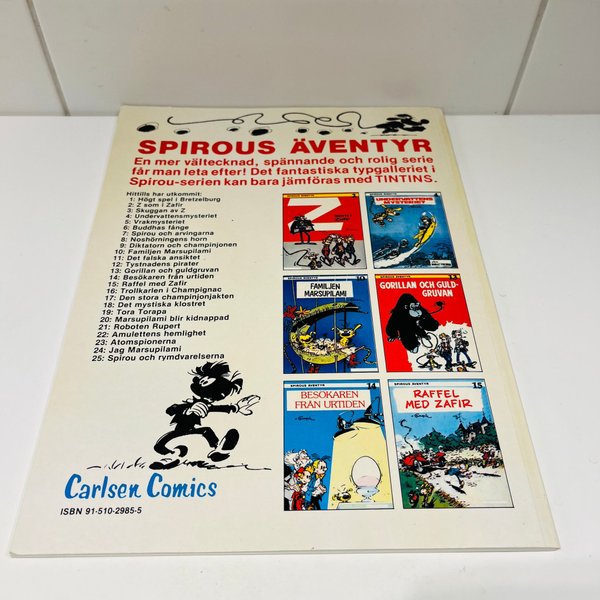 SPIROUS ÄVENTYR
En mer vältecknad, spännande och rolig serie
får man leta efter! Det fantastiska typgalleriet i
Spirou-serien kan bara jämföras med TINTINS.
Hittills har utkommit:
1: Högt spel i Bretzelburg
2: Z som i Zafir
3: Skuggan av Z
4: Undervattensmysteriet
5: Vrakmysteriet
6: Buddhas fånge
7: Spirou och arvingarna
8: Noshörningens horn
9: Diktatorn och champinjonen
10: Familjen Marsupilami
11: Det falska ansiktet
12: Tystnadens pirater
13: Gorillan och guldgruvan
14: Besökaren från urtiden
15: Raffel med Zafir
16: Trollkarlen i Champignac
17: Den stora champinjonjakten
18: Det mystiska klostret
19: Tora Torapa
20: Marsupilami blir kidnappad
21: Roboten Rupert
22: Amulettens hemlighet
23: Atomspionerna
24: Jag Marsupilami
25: Spirou och rymdvarelserna
Z
UNDERVATTENS
MYSTERIET
4
FAMILJEN
MARSUPILAMI
GORILLAN OCH GULD-
GRUVAN
SPIROUS ÄVENTYR
14
BESÖKAREN
FRÅN URTIDEN
SPIROUS ÄVENTYR
15
RAFFEL
MED ZAFIR
Carlsen Comics
ISBN 91-510-2985-5